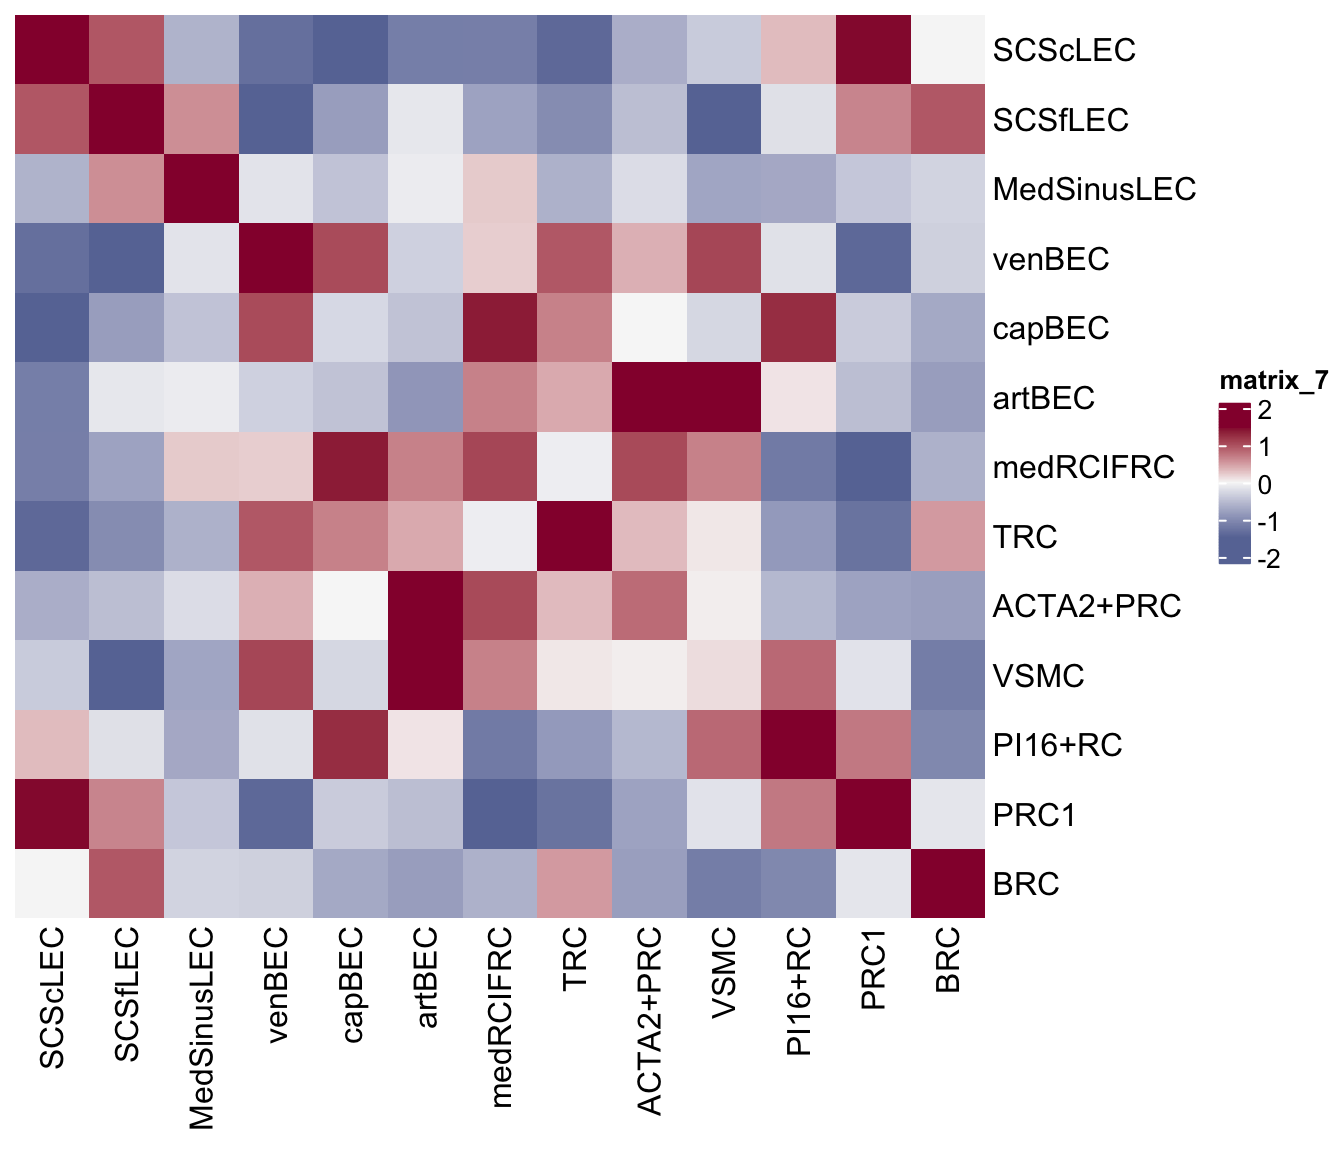 SCScLEC
SCSfLEC
MedSinusLEC
venBEC
capBEC
artBEC
medRCIFRC
TRC
ACTA2+PRC
VSMC
PI16+RC
PRC1
BRC
matrix_7
2
1
0
-1
-2
SCScLEC
SCSfLEC
MedSinusLEC
venBEC
capBEC
artBEC
medRCIFRC
TRC
ACTA2+PRC
VSMC
PI16+RC
PRC1
BRC